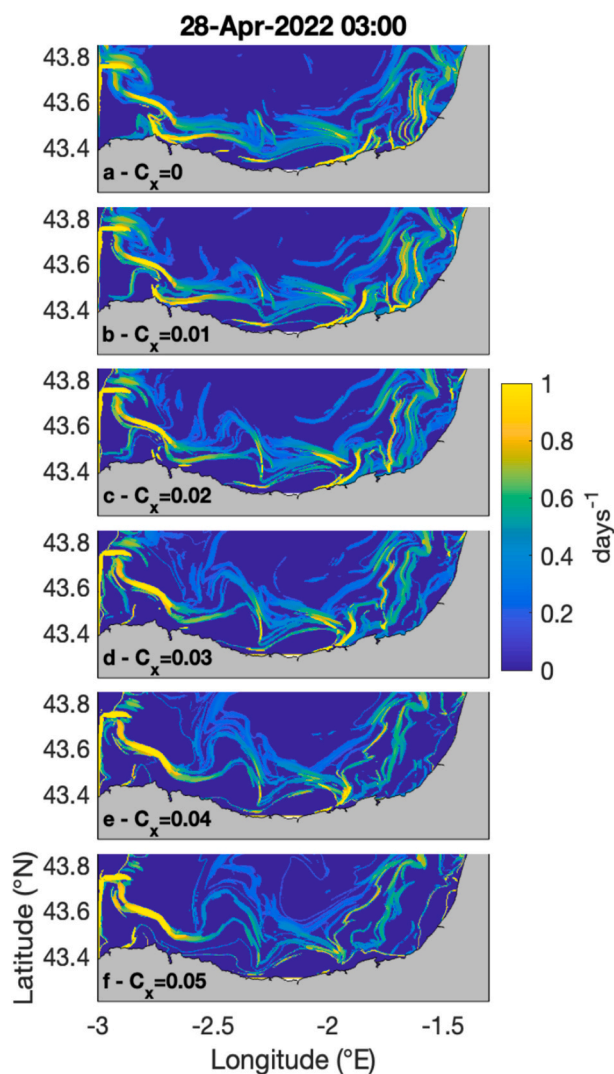 28-Apr-2022 03:00
43.8
43.6
43.4
a - Cx=0
43.8
43.6
43.4
b - Cx=0.01
43.8
43.6
43.4
c - Cx=0.02
43.8
43.6
43.4
d - Cx=0.03
43.8
43.6
43.4
e - Cx=0.04
43.8
43.6
43.4
f - Cx=0.05
-3
-2.5
-2
-1.5
Longitude (°E)
Latitude (°N)
1
0.8
0.6
0.4
0.2
0
days-1